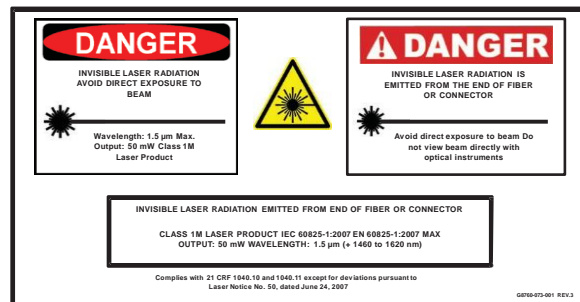 DANGER
INVISIBLE LASER RADIATION
AVOID DIRECT EXPOSURE TO
BEAM
Wavelength: 1.5 µm Max.
Output: 50 mW Class 1M
Laser Product
DANGER
INVISIBLE LASER RADIATION IS
EMITTED FROM THE END OF FIBER
OR CONNECTOR
Avoid direct exposure to beam Do
not view beam directly with
optical instruments
INVISIBLE LASER RADIATION EMITTED FROM END OF FIBER OR CONNECTOR
CLASS 1M LASER PRODUCT IEC 60825-1:2007 EN 60825-1:2007 MAX
OUTPUT: 50 mW WAVELENGTH: 1.5 µm (+ 1460 to 1620 nm)
Complies with 21 CRF 1040.10 and 1040.11 except for deviations pursuant to
Laser Notice No. 50, dated June 24, 2007
G8760-073-001 REV.3